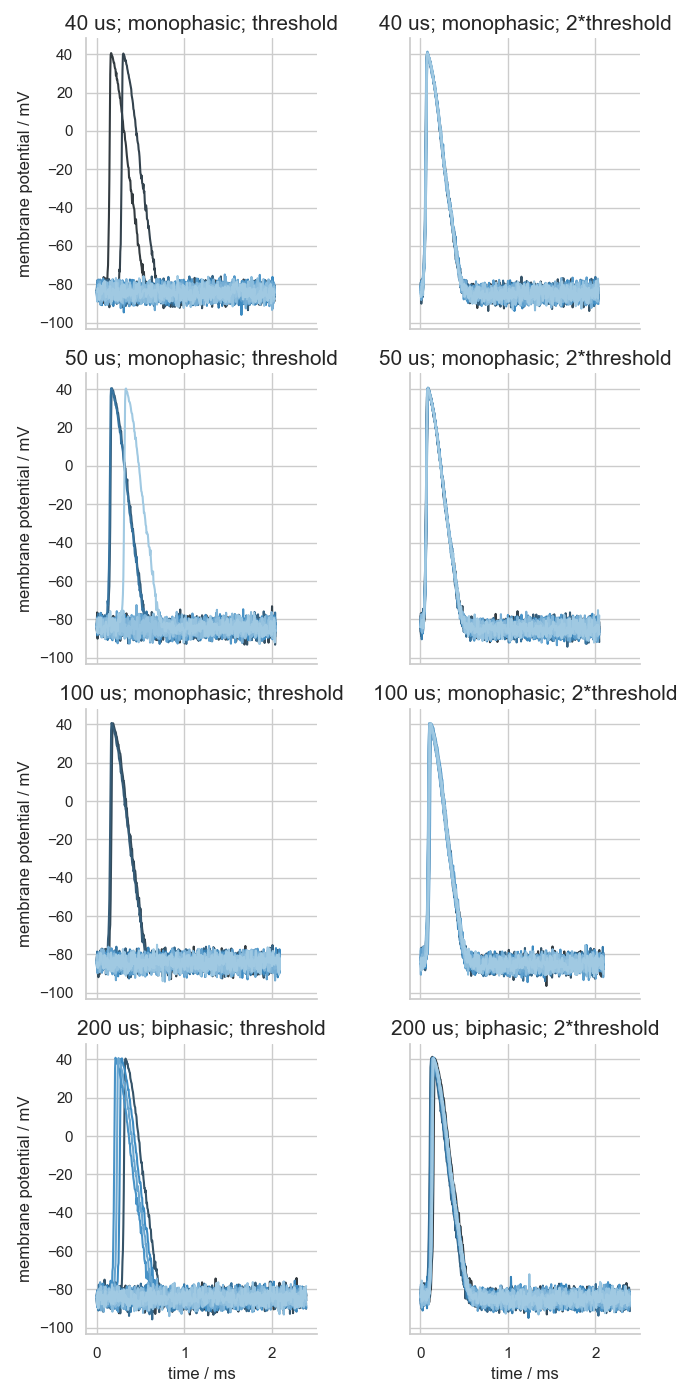 40 us; monophasic; threshold
40 us; monophasic; 2*threshold
40
20
0
−20
−40
−60
−80
−100
membrane potential / mV
50 us; monophasic; threshold
50 us; monophasic; 2*threshold
40
20
0
−20
−40
−60
−80
−100
membrane potential / mV
100 us; monophasic; threshold
100 us; monophasic; 2*threshold
40
20
0
−20
−40
−60
−80
−100
membrane potential / mV
200 us; biphasic; threshold
200 us; biphasic; 2*threshold
40
20
0
−20
−40
−60
−80
−100
membrane potential / mV
0 1 2
0 1 2
time / ms
time / ms